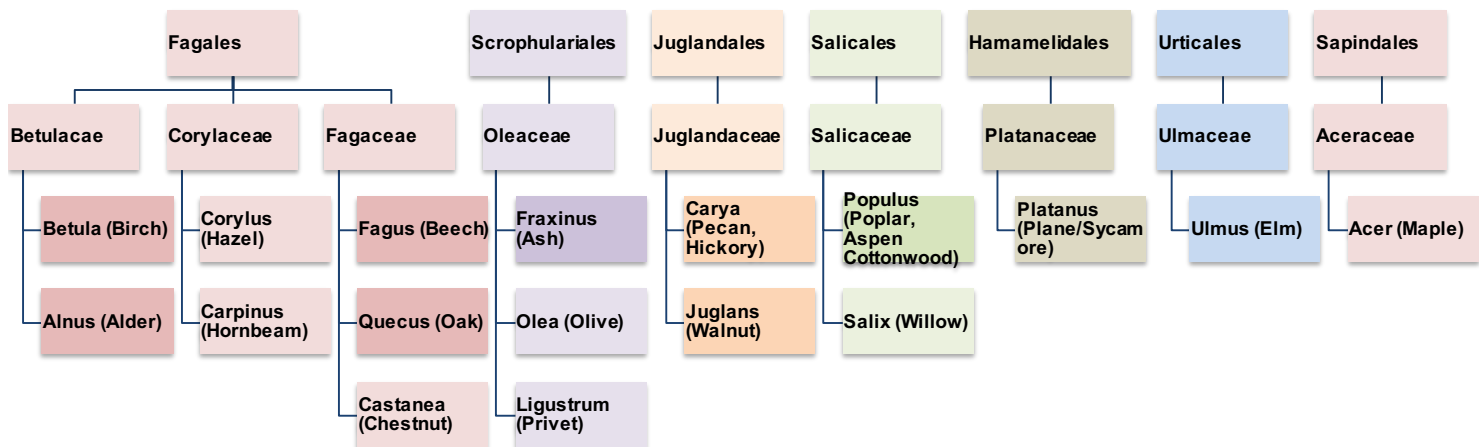 Fagales
Scrophulariales
Juglandales
Salicales
Hamamelidales
Urticales
Sapindales
Betulacae
Corylaceae
Fagaceae
Oleaceae
Juglandaceae
Salicaceae
Platanaceae
Ulmaceae
Aceraceae
Betula (Birch)
Corylus
(Hazel)
Fagus (Beech)
Fraxinus
(Ash)
Carya
(Pecan,
Hickory)
Populus
(Poplar,
Aspen
Cottonwood)
Platanus
(Plane/Sycam
ore)
Ulmus (Elm)
Acer (Maple)
Alnus (Alder)
Carpinus
(Hornbeam)
Quecus (Oak)
Olea (Olive)
Juglans
(Walnut)
Salix (Willow)
Castanea
(Chestnut)
Ligustrum
(Privet)